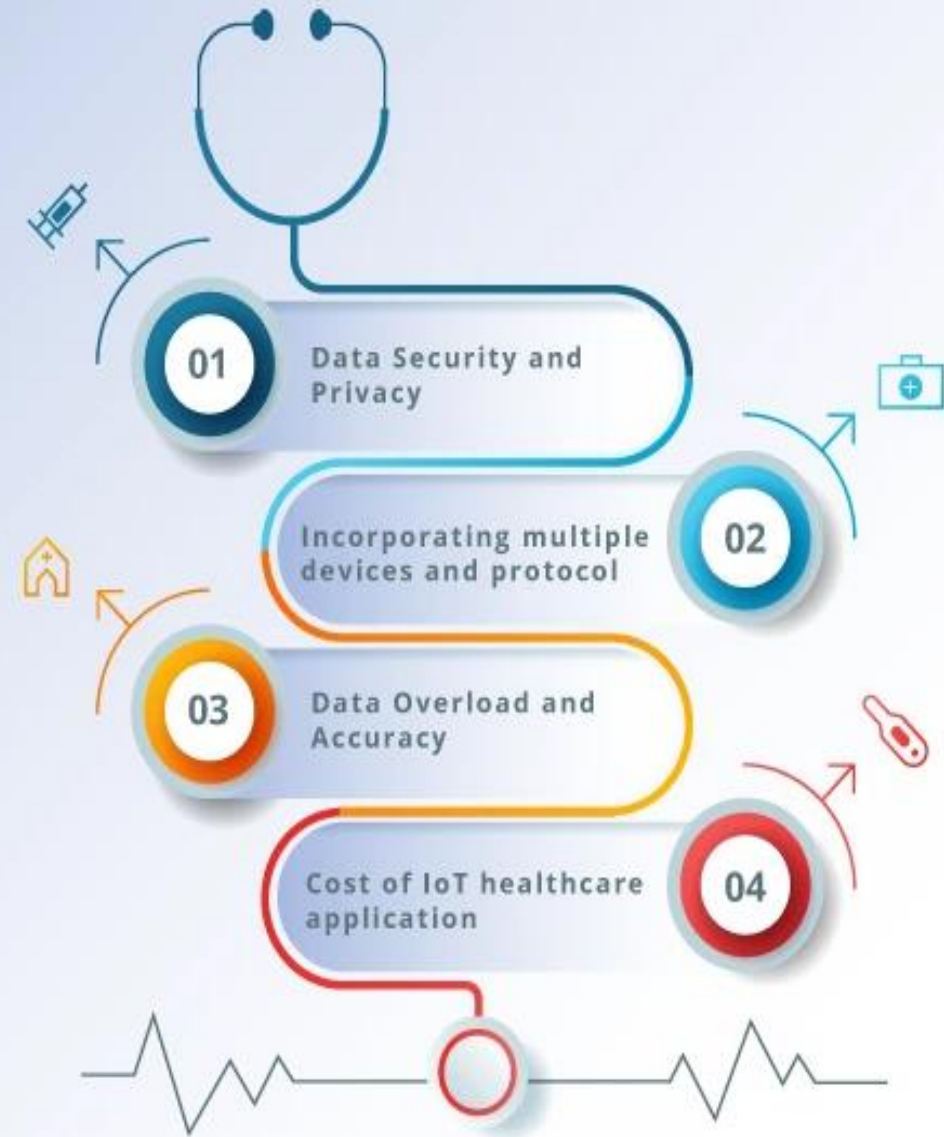 01
Data Security and
Privacy
Incorporating multiple
devices and protocol
02
03
Data Overload and
Accuracy
Cost of IoT healthcare
application
04